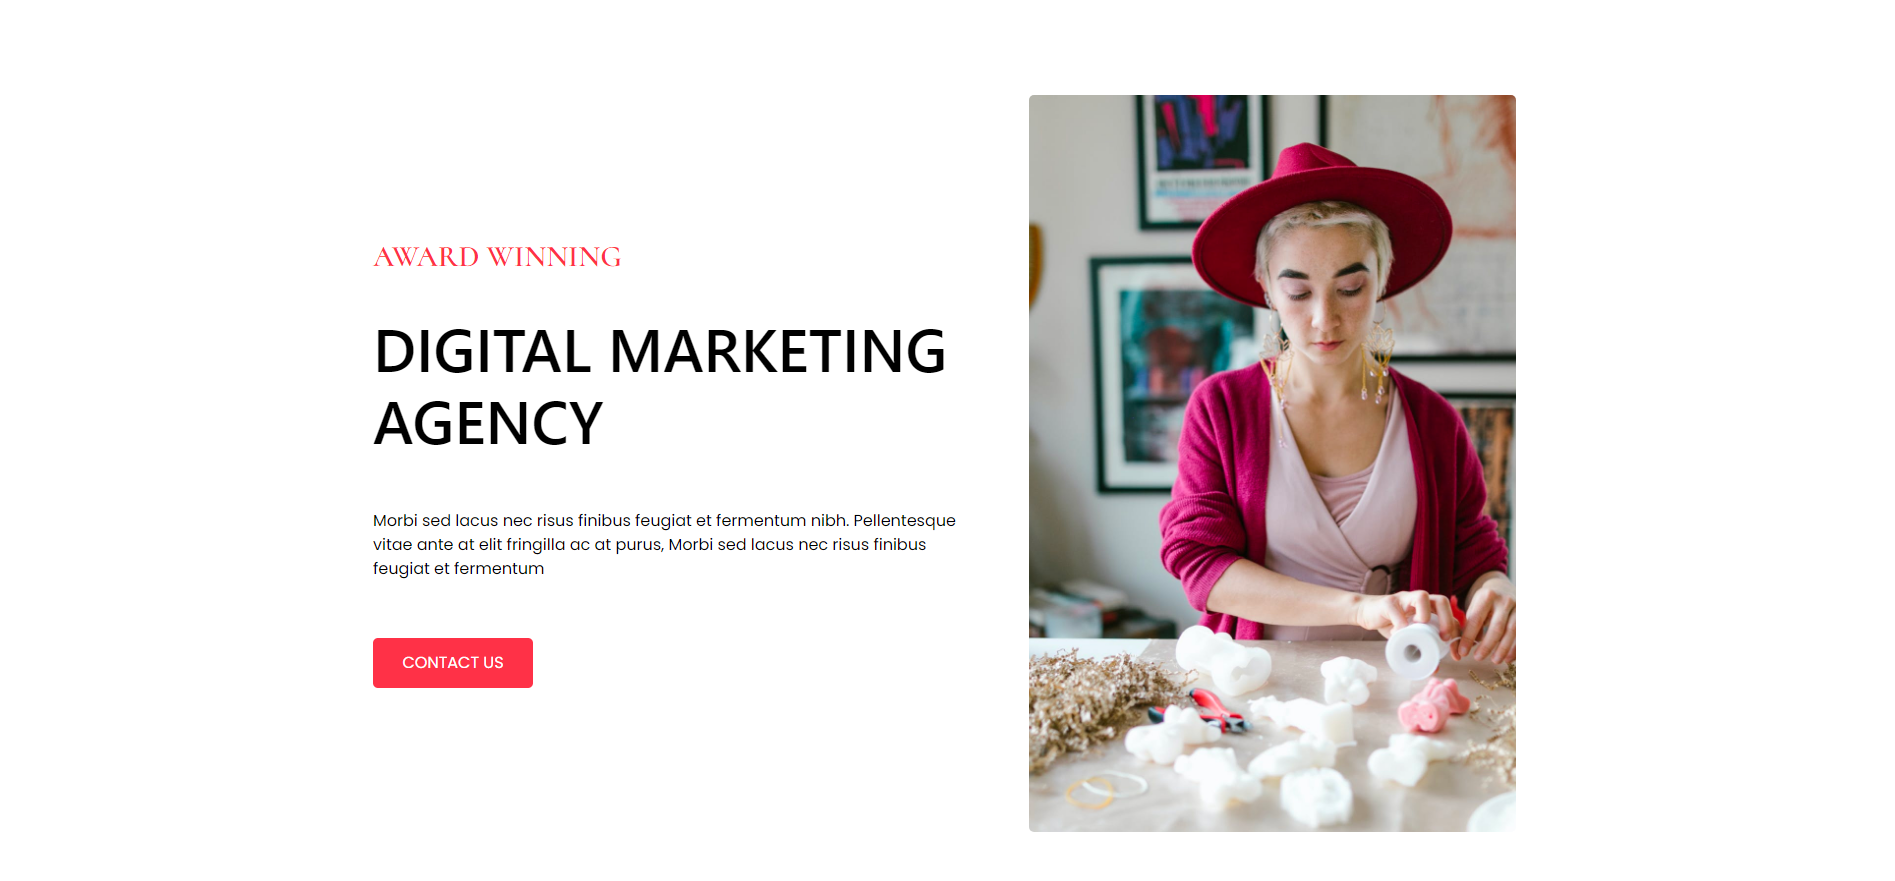 AWARD WINNING
DIGITAL MARKETING
AGENCY
Morbi sed lacus nec risus finibus feugiat et fermentum nibh. Pellentesque
vitae ante at elit fringilla ac at purus, Morbi sed lacus nec risus finibus
feugiat et fermentum
CONTACT US